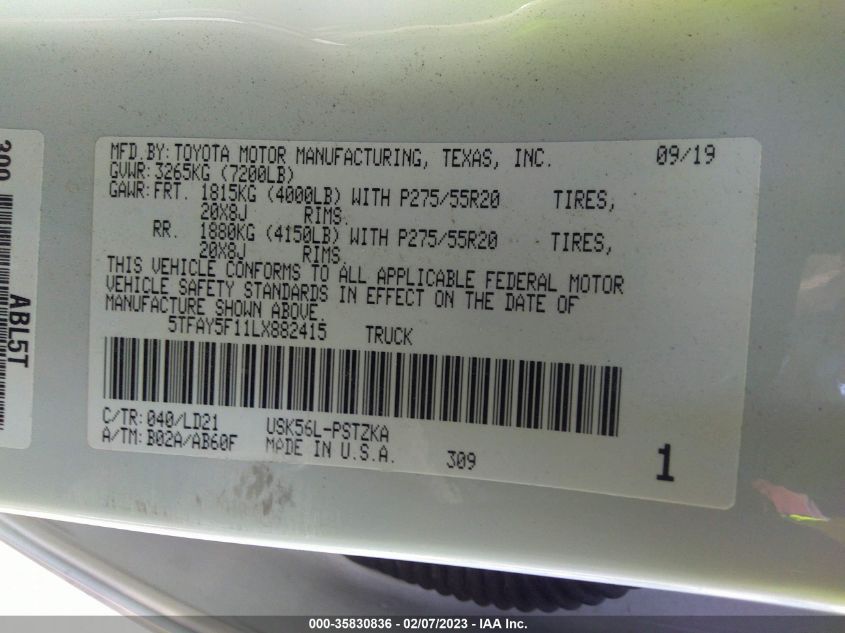 MFD.BY:TOYOTA MOTOR MANUFACTURING, TEXAS, INC. 09/19
GVWR:3265KG (7200LB)
GAWR:FRT. 1815KG (4000LB) WITH P275/55R20 TIRES,
20X8J RIMS.
RR. 1880KG (4150LB) WITH P275/55R20 TIRES,
20X8J RIMS.
THIS VEHICLE CONFORMS TO ALL APPLICABLE FEDERAL MOTOR
VEHICLE SAFETY STANDARDS IN EFFECT ON THE DATE OF
MANUFACTURE SHOWN ABOVE.
5TFAY5F11LX882415 TRUCK
C/TR:040/LD21 USK56L-PSTZKA
A/TM:B02A/AB60F MADE IN U.S.A. 309 1
ABL5T
300
000-35830836 - 02/07/2023 - IAA Inc.